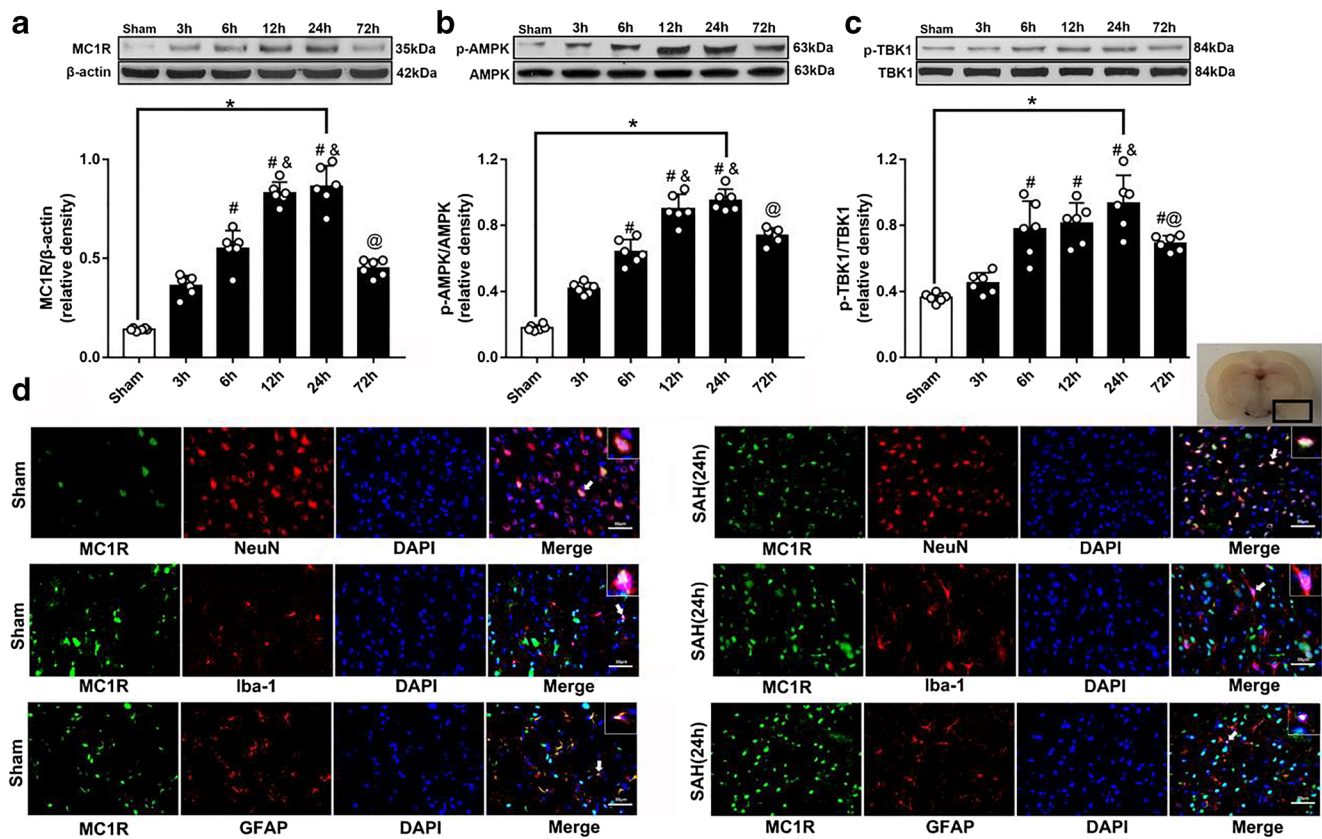 a
Sham 3h 6h 12h 24h 72h
MC1R 35kDa
β-actin 42kDa
*
# # & # & @
MC1R/β-actin
(relative density)
1.0
0.5
0.0
Sham 3h 6h 12h 24h 72h
b
Sham 3h 6h 12h 24h 72h
p-AMPK 63kDa
AMPK 63kDa
*
# # & # & @
p-AMPK/AMPK
(relative density)
1.2
0.8
0.4
0.0
Sham 3h 6h 12h 24h 72h
c
Sham 3h 6h 12h 24h 72h
p-TBK1 84kDa
TBK1 84kDa
*
# # # & #@
p-TBK1/TBK1
(relative density)
1.2
0.8
0.4
0.0
Sham 3h 6h 12h 24h 72h
d
Sham
MC1R NeuN DAPI Merge
SAH(24h)
MC1R NeuN DAPI Merge
Sham
MC1R Iba-1 DAPI Merge
SAH(24h)
MC1R Iba-1 DAPI Merge
Sham
MC1R GFAP DAPI Merge
SAH(24h)
MC1R GFAP DAPI Merge